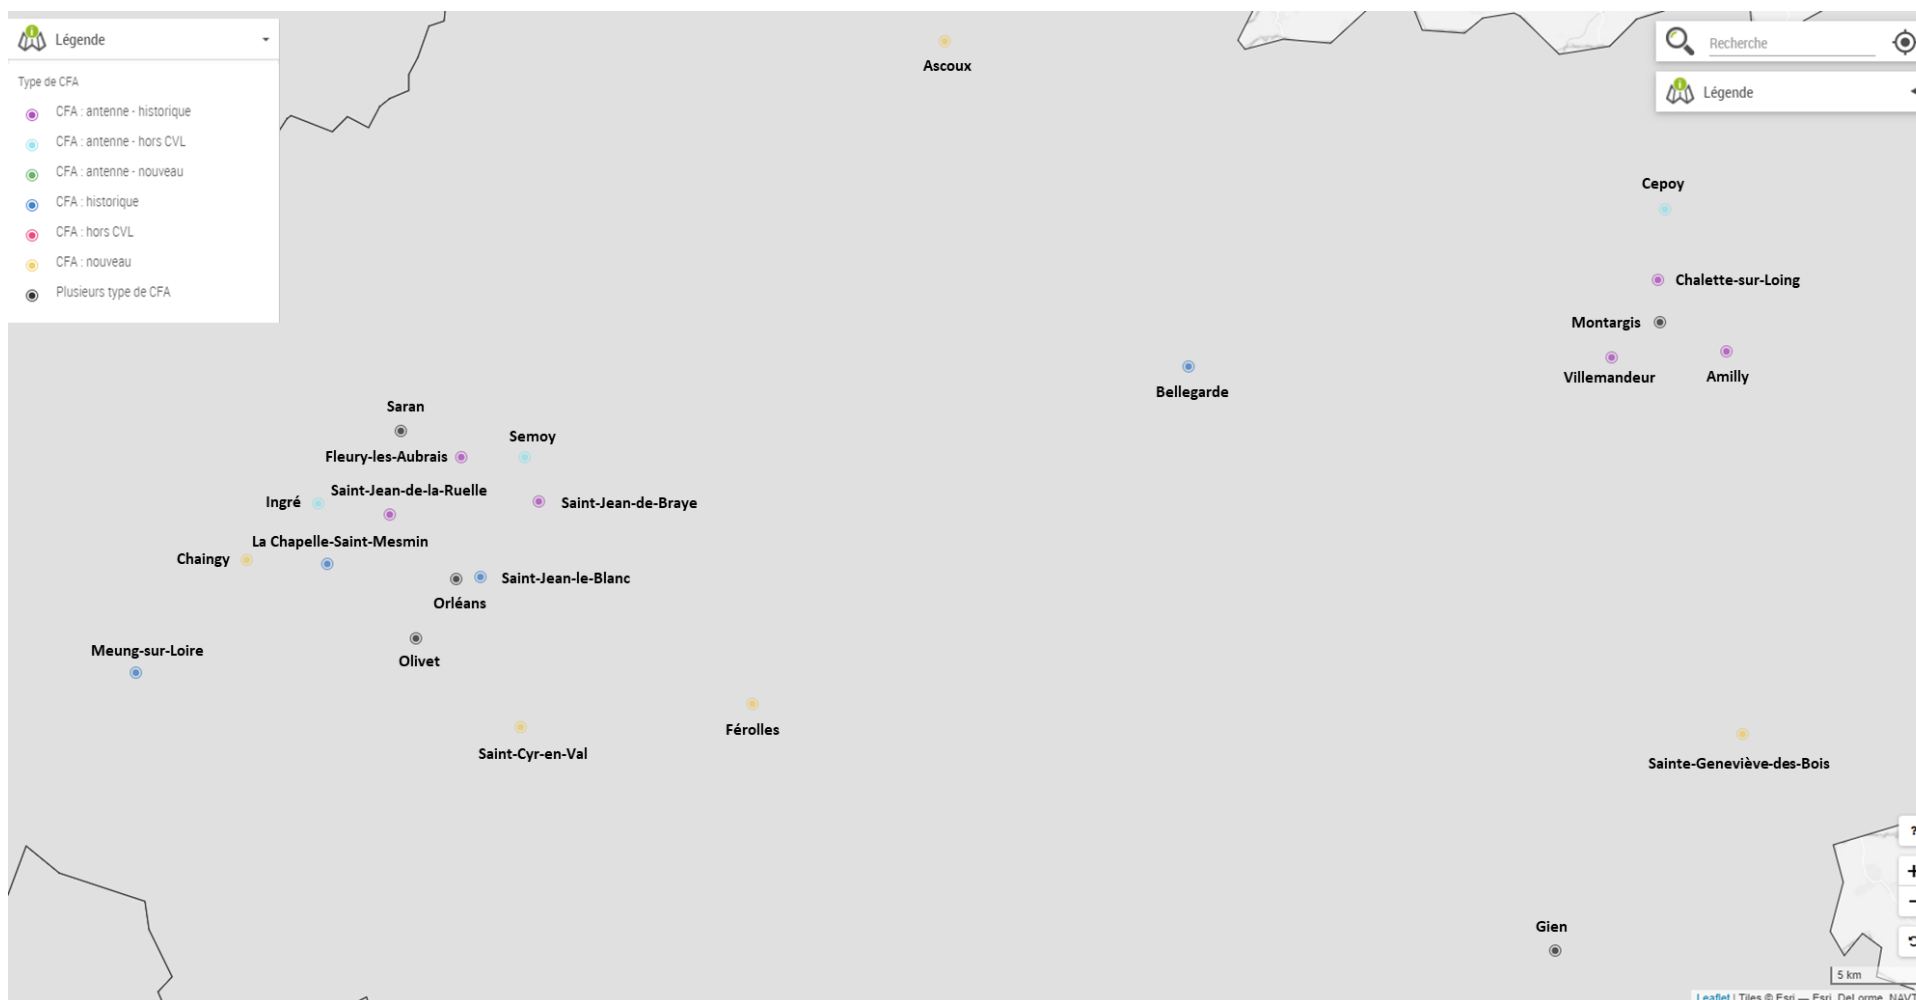 Légende
Type de CFA
CFA : antenne - historique
CFA : antenne - hors CVL
CFA : antenne - nouveau
CFA : historique
CFA : hors CVL
CFA : nouveau
Plusieurs type de CFA
Recherche
Légende
Ascoux
Cepoy
Chalette-sur-Loing
Montargis
Villemandeur
Amilly
Bellegarde
Saran
Semoy
Fleury-les-Aubrais
Saint-Jean-de-la-Ruelle
Ingré
Saint-Jean-de-Braye
La Chapelle-Saint-Mesmin
Chaingy
Saint-Jean-le-Blanc
Orléans
Meung-sur-Loire
Olivet
Férolles
Saint-Cyr-en-Val
Sainte-Geneviève-des-Bois
?
+
−
Gien
5 km
Leaflet | Tiles © Esri — Esri, DeLorme, NAVT